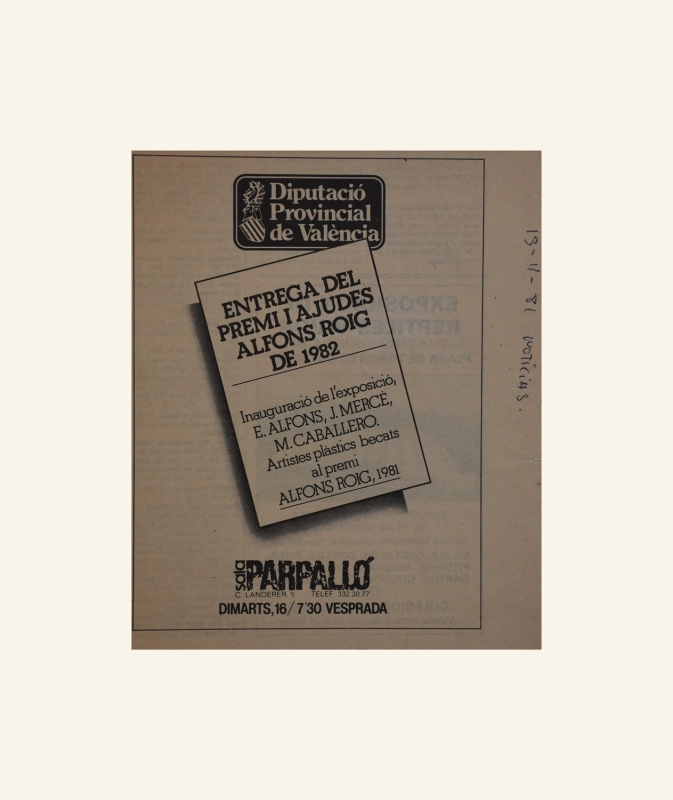 Diputació
Provincial
de València
ENTREGA DEL
PREMI I AJUDES
ALFONS ROIG
DE 1982
Inauguració de l'exposició,
E. ALFONS, J. MERCÉ,
M. CABALLERO.
Artistes plàstics becats
al premi
ALFONS ROIG, 1981
sala PARPALLÓ
C LANDERER 5 TELEF 332 30 77
DIMARTS, 16/7'30 VESPRADA
13-11-81 NOTICIAS.